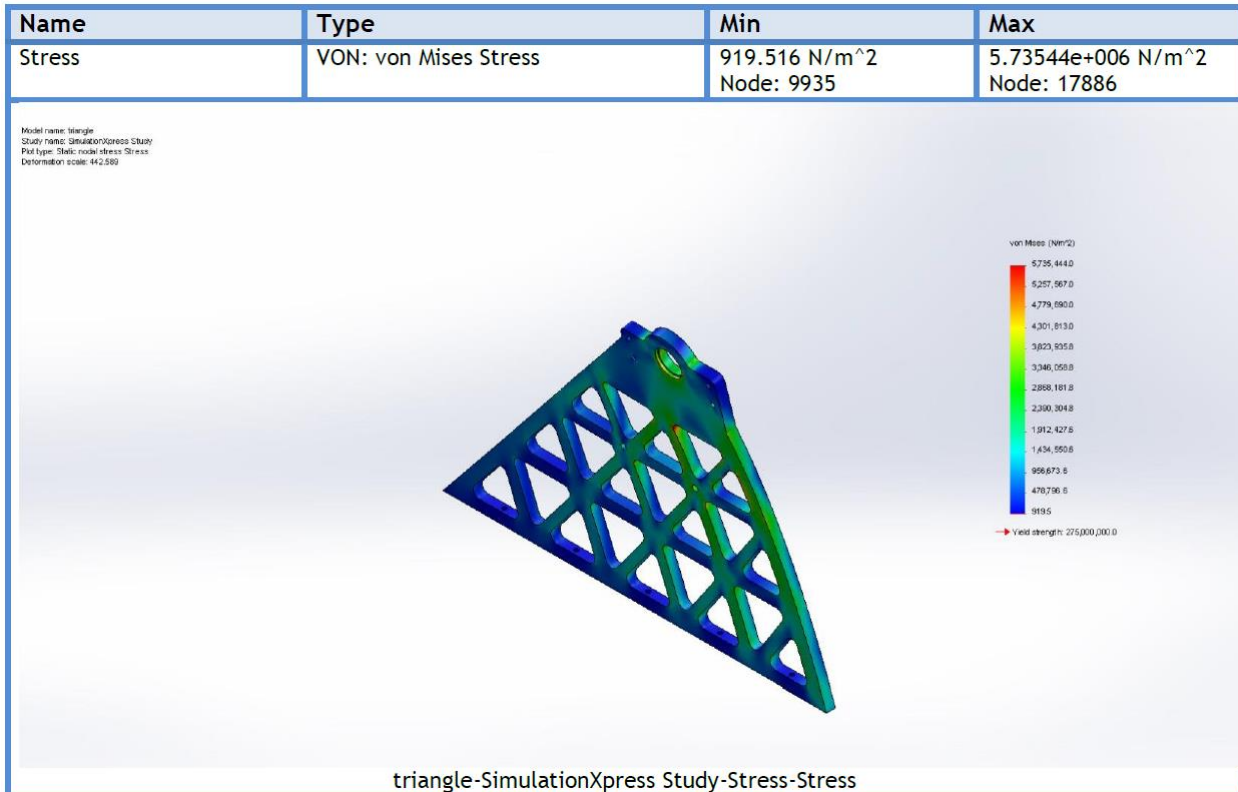 Name Type Min Max
Stress VON: von Mises Stress 919.516 N/m^2 5.73544e+006 N/m^2
Node: 9935 Node: 17886
Model name: triangle
Study name: SimulationXpress Study
Plot type: Static nodal stress Stress
Deformation scale: 442.589
von Mises (N/m^2)
5,735,444.0
5,257,567.0
4,779,690.0
4,301,813.0
3,823,935.8
3,346,058.8
2,868,181.8
2,390,304.8
1,912,427.6
1,434,550.6
956,673.6
478,796.6
919.5
Yield strength: 275,000,000.0
triangle-SimulationXpress Study-Stress-Stress